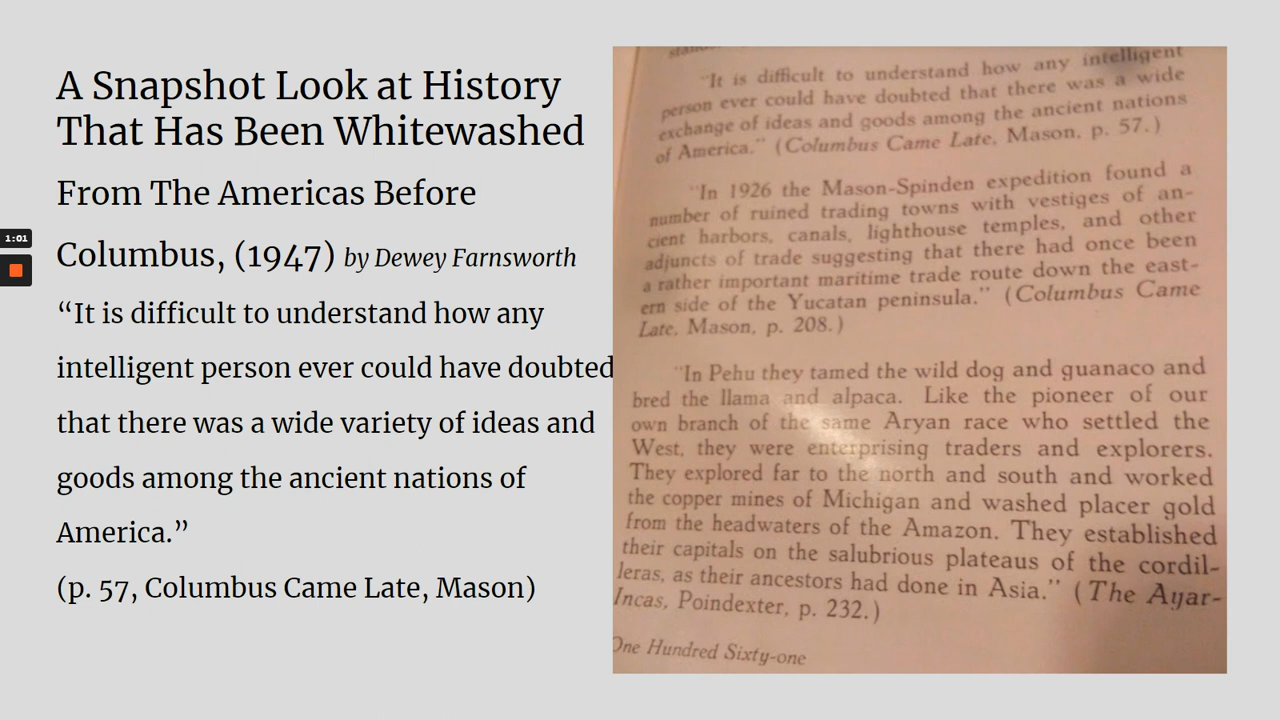 A Snapshot Look at History
That Has Been Whitewashed
From The Americas Before
Columbus, (1947) by Dewey Farnsworth
“It is difficult to understand how any
intelligent person ever could have doubted
that there was a wide variety of ideas and
goods among the ancient nations of
America.”
(p. 57, Columbus Came Late, Mason)
1:01
"It is difficult to understand how any intelligent
person ever could have doubted that there was a wide
exchange of ideas and goods among the ancient nations
of America." (Columbus Came Late, Mason, p. 57.)
"In 1926 the Mason-Spinden expedition found a
number of ruined trading towns with vestiges of an-
cient harbors, canals, lighthouse temples, and other
adjuncts of trade suggesting that there had once been
a rather important maritime trade route down the east-
ern side of the Yucatan peninsula." (Columbus Came
Late, Mason, p. 208.)
"In Pehu they tamed the wild dog and guanaco and
bred the llama and alpaca. Like the pioneer of our
own branch of the same Aryan race who settled the
West, they were enterprising traders and explorers.
They explored far to the north and south and worked
the copper mines of Michigan and washed placer gold
from the headwaters of the Amazon. They established
their capitals on the salubrious plateaus of the cordil-
leras, as their ancestors had done in Asia." (The Ayar-
Incas, Poindexter, p. 232.)
One Hundred Sixty-one